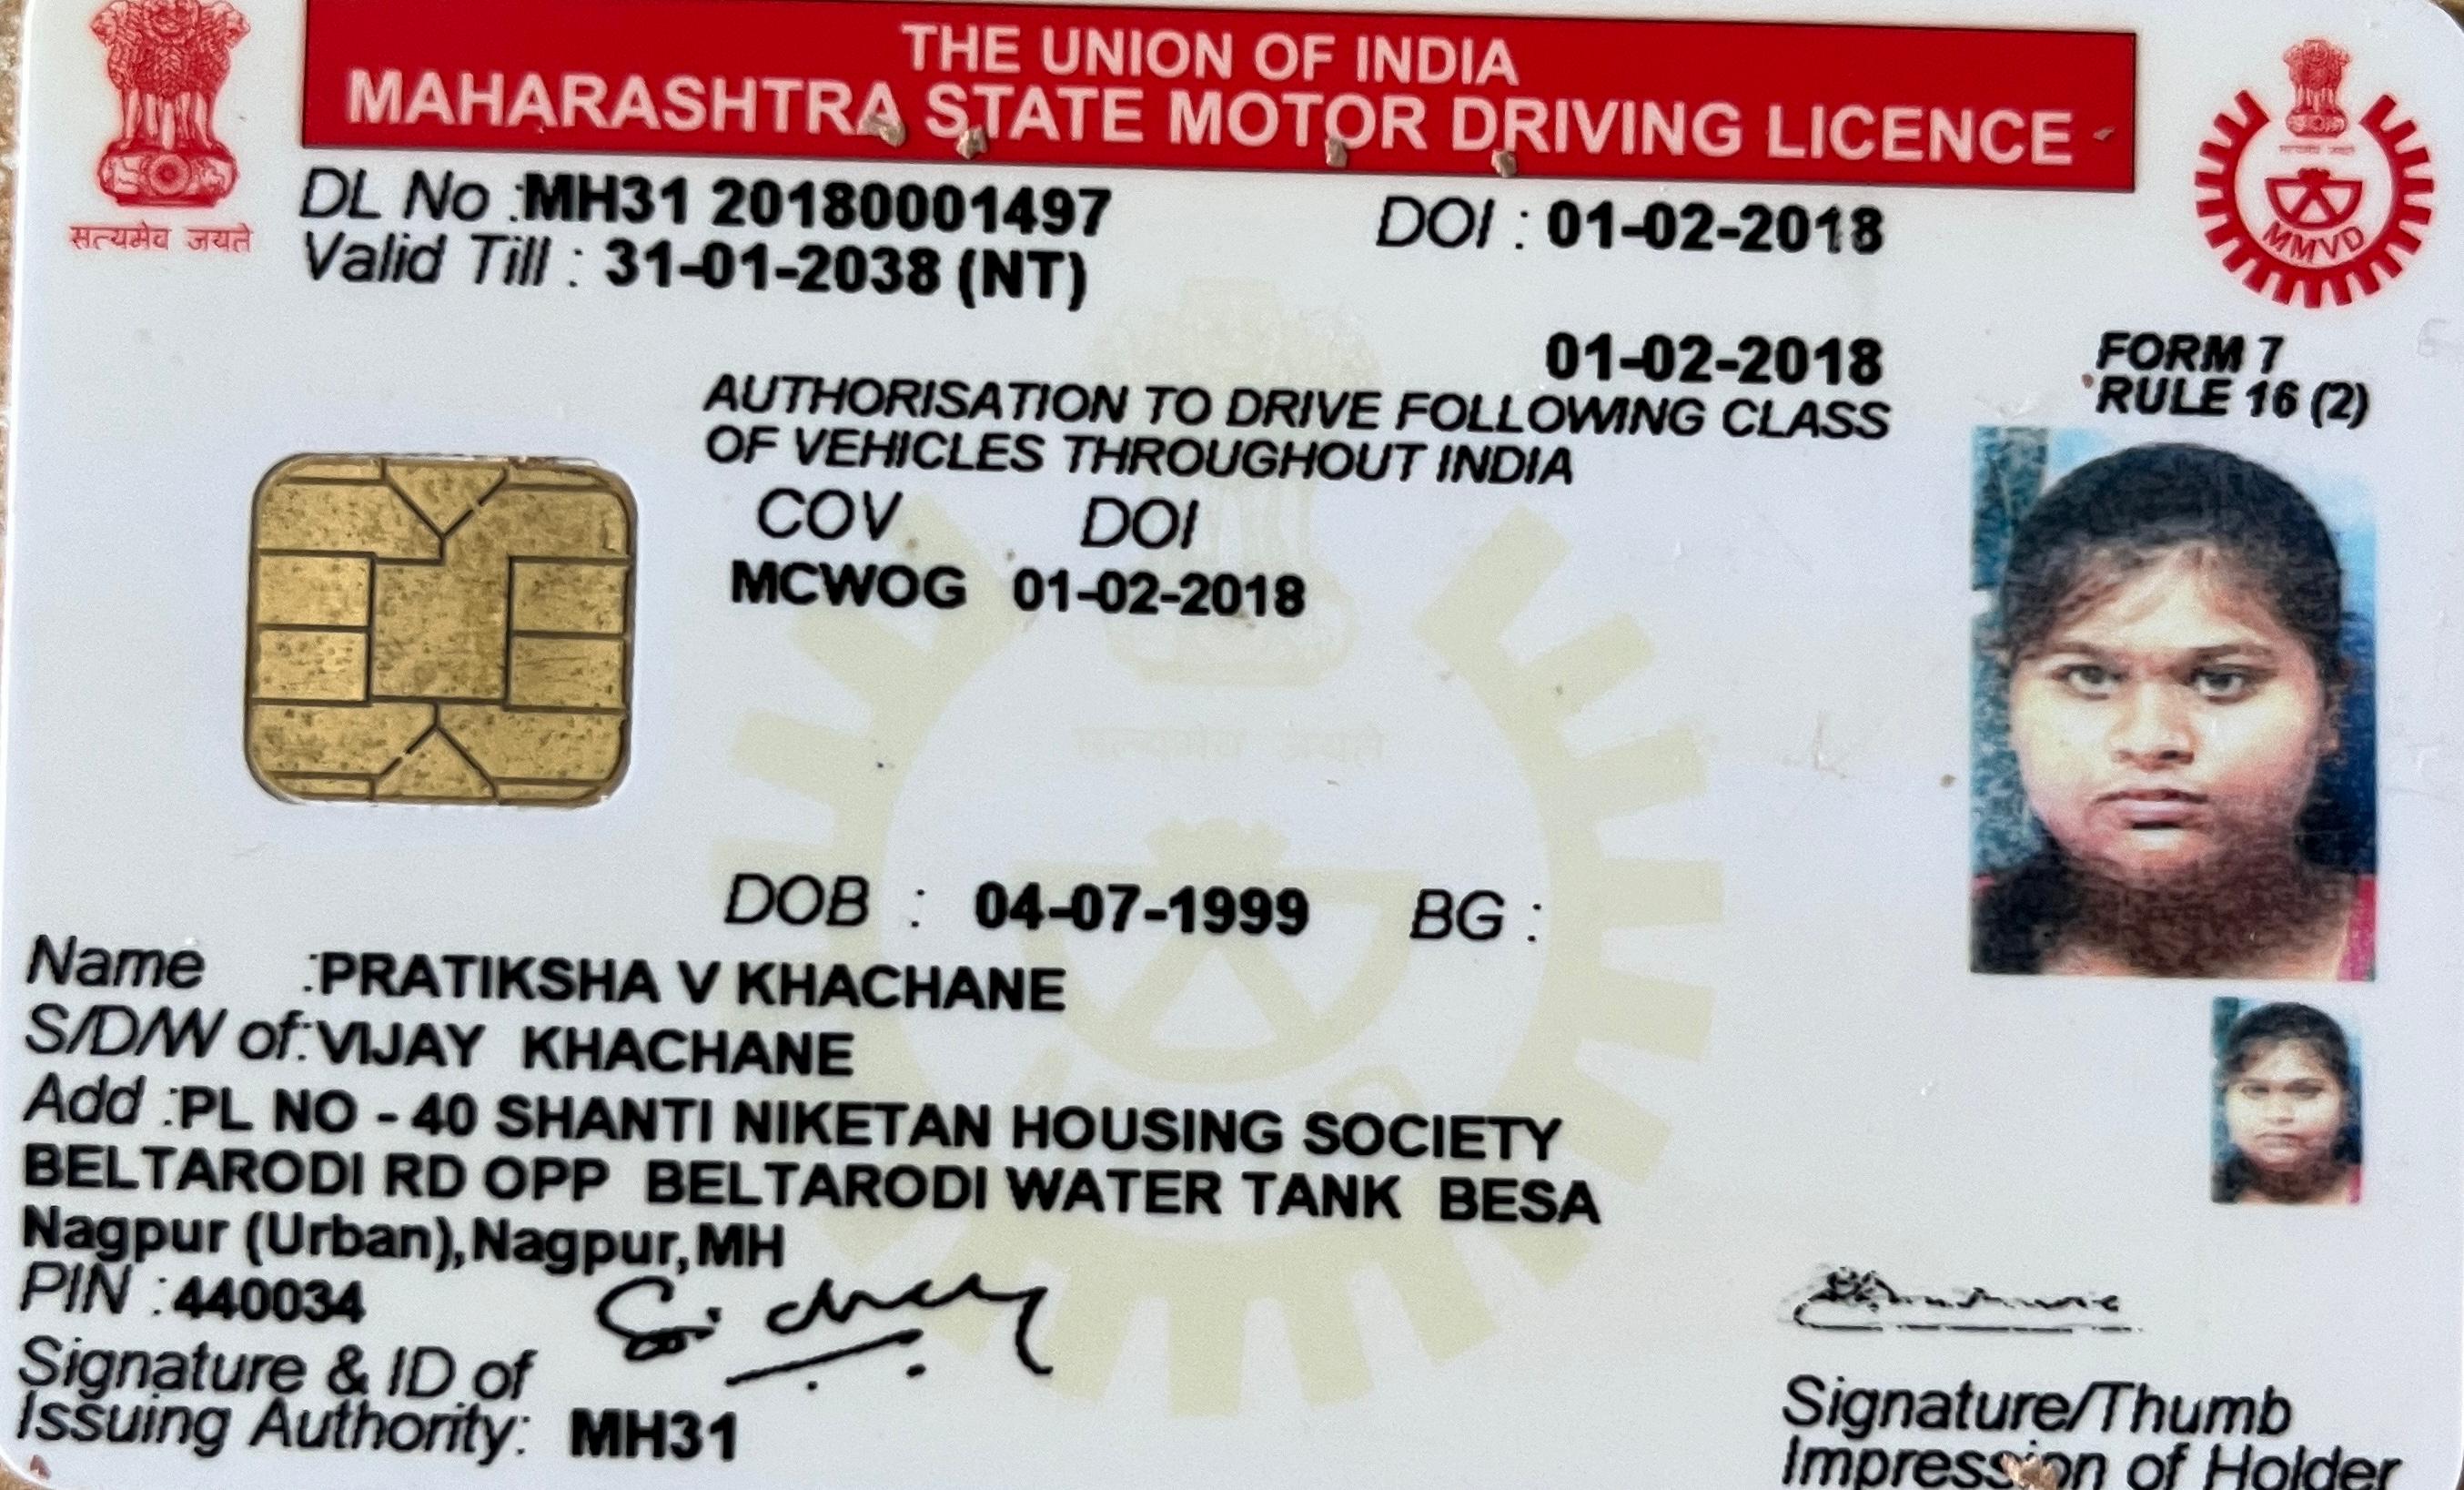 THE UNION OF INDIA
MAHARASHTRA STATE MOTOR DRIVING LICENCE
सत्यमेव जयते
MMVD
DL No :MH31 20180001497 DOI : 01-02-2018
Valid Till : 31-01-2038 (NT)
01-02-2018
FORM 7
RULE 16 (2)
AUTHORISATION TO DRIVE FOLLOWING CLASS
OF VEHICLES THROUGHOUT INDIA
COV DOI
MCWOG 01-02-2018
DOB : 04-07-1999 BG :
Name :PRATIKSHA V KHACHANE
S/D/W of:VIJAY KHACHANE
Add :PL NO - 40 SHANTI NIKETAN HOUSING SOCIETY
BELTARODI RD OPP BELTARODI WATER TANK BESA
Nagpur (Urban),Nagpur,MH
PIN :440034
Signature & ID of
Issuing Authority: MH31
Signature/Thumb
Impression of Holder